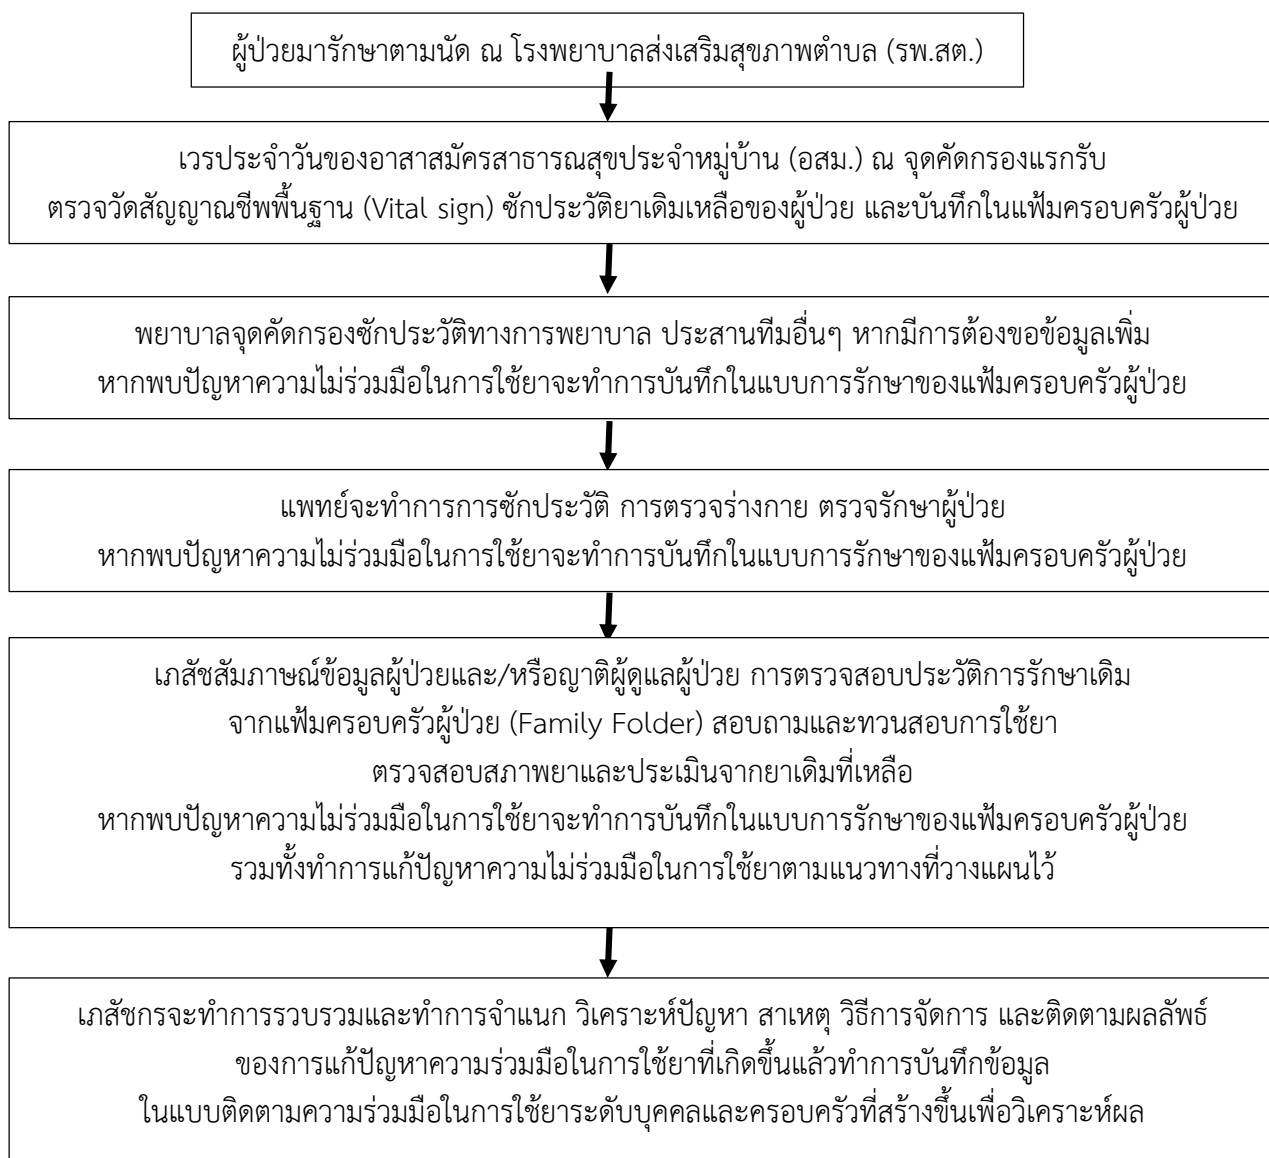 ผู้ป่วยมารักษาตามนัด ณ โรงพยาบาลส่งเสริมสุขภาพตำบล (รพ.สต.)
เวรประจำวันของอาสาสมัครสาธารณสุขประจำหมู่บ้าน (อสม.) ณ จุดคัดกรองแรกรับ
ตรวจวัดสัญญาณชีพพื้นฐาน (Vital sign) ซักประวัติยาเดิมเหลือของผู้ป่วย และบันทึกในแฟ้มครอบครัวผู้ป่วย
พยาบาลจุดคัดกรองซักประวัติทางการพยาบาล ประสานทีมอื่นๆ หากมีการต้องขอข้อมูลเพิ่ม
หากพบปัญหาความไม่ร่วมมือในการใช้ยาจะทำการบันทึกในแบบการรักษาของแฟ้มครอบครัวผู้ป่วย
แพทย์จะทำการการซักประวัติ การตรวจร่างกาย ตรวจรักษาผู้ป่วย
หากพบปัญหาความไม่ร่วมมือในการใช้ยาจะทำการบันทึกในแบบการรักษาของแฟ้มครอบครัวผู้ป่วย
เภสัชสัมภาษณ์ข้อมูลผู้ป่วยและ/หรือญาติผู้ดูแลผู้ป่วย การตรวจสอบประวัติการรักษาเดิม
จากแฟ้มครอบครัวผู้ป่วย (Family Folder) สอบถามและทวนสอบการใช้ยา
ตรวจสอบสภาพยาและประเมินจากยาเดิมที่เหลือ
หากพบปัญหาความไม่ร่วมมือในการใช้ยาจะทำการบันทึกในแบบการรักษาของแฟ้มครอบครัวผู้ป่วย
รวมทั้งทำการแก้ปัญหาความไม่ร่วมมือในการใช้ยาตามแนวทางที่วางแผนไว้
เภสัชกรจะทำการรวบรวมและทำการจำแนก วิเคราะห์ปัญหา สาเหตุ วิธีการจัดการ และติดตามผลลัพธ์
ของการแก้ปัญหาความร่วมมือในการใช้ยาที่เกิดขึ้นแล้วทำการบันทึกข้อมูล
ในแบบติดตามความร่วมมือในการใช้ยาระดับบุคคลและครอบครัวที่สร้างขึ้นเพื่อวิเคราะห์ผล